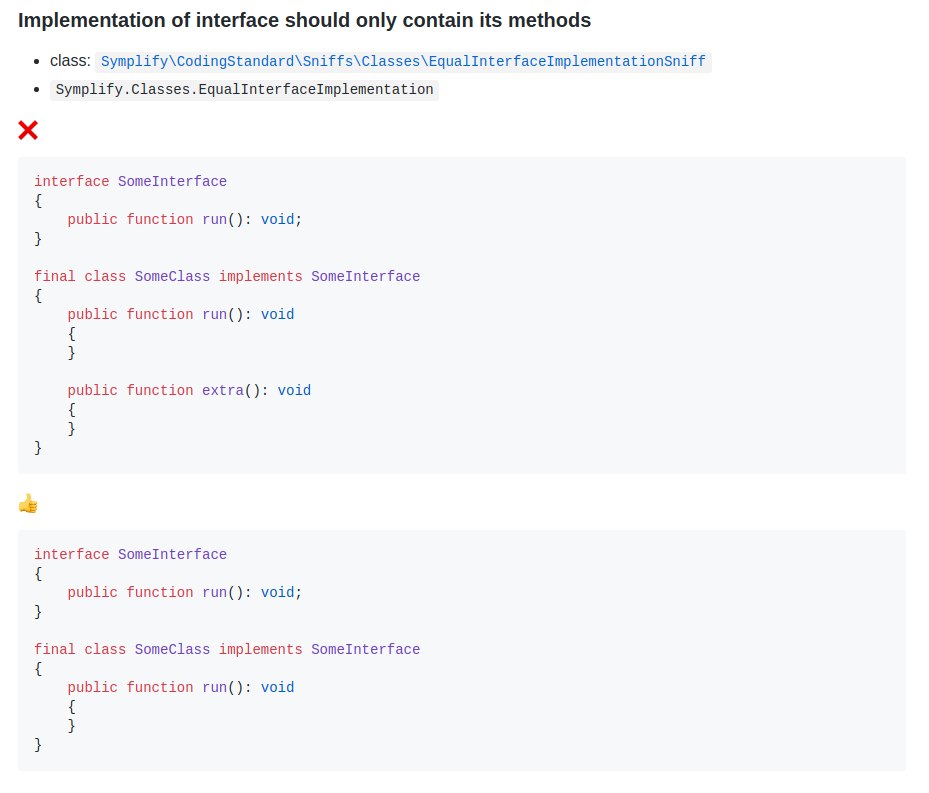 Implementation of interface should only contain its methods
class: Symplify\CodingStandard\Sniffs\Classes\EqualInterfaceImplementationSniff
Symplify.Classes.EqualInterfaceImplementation
interface SomeInterface
{
    public function run(): void;
}
final class SomeClass implements SomeInterface
{
    public function run(): void
    {
    }
    public function extra(): void
    {
    }
}
interface SomeInterface
{
    public function run(): void;
}
final class SomeClass implements SomeInterface
{
    public function run(): void
    {
    }
}